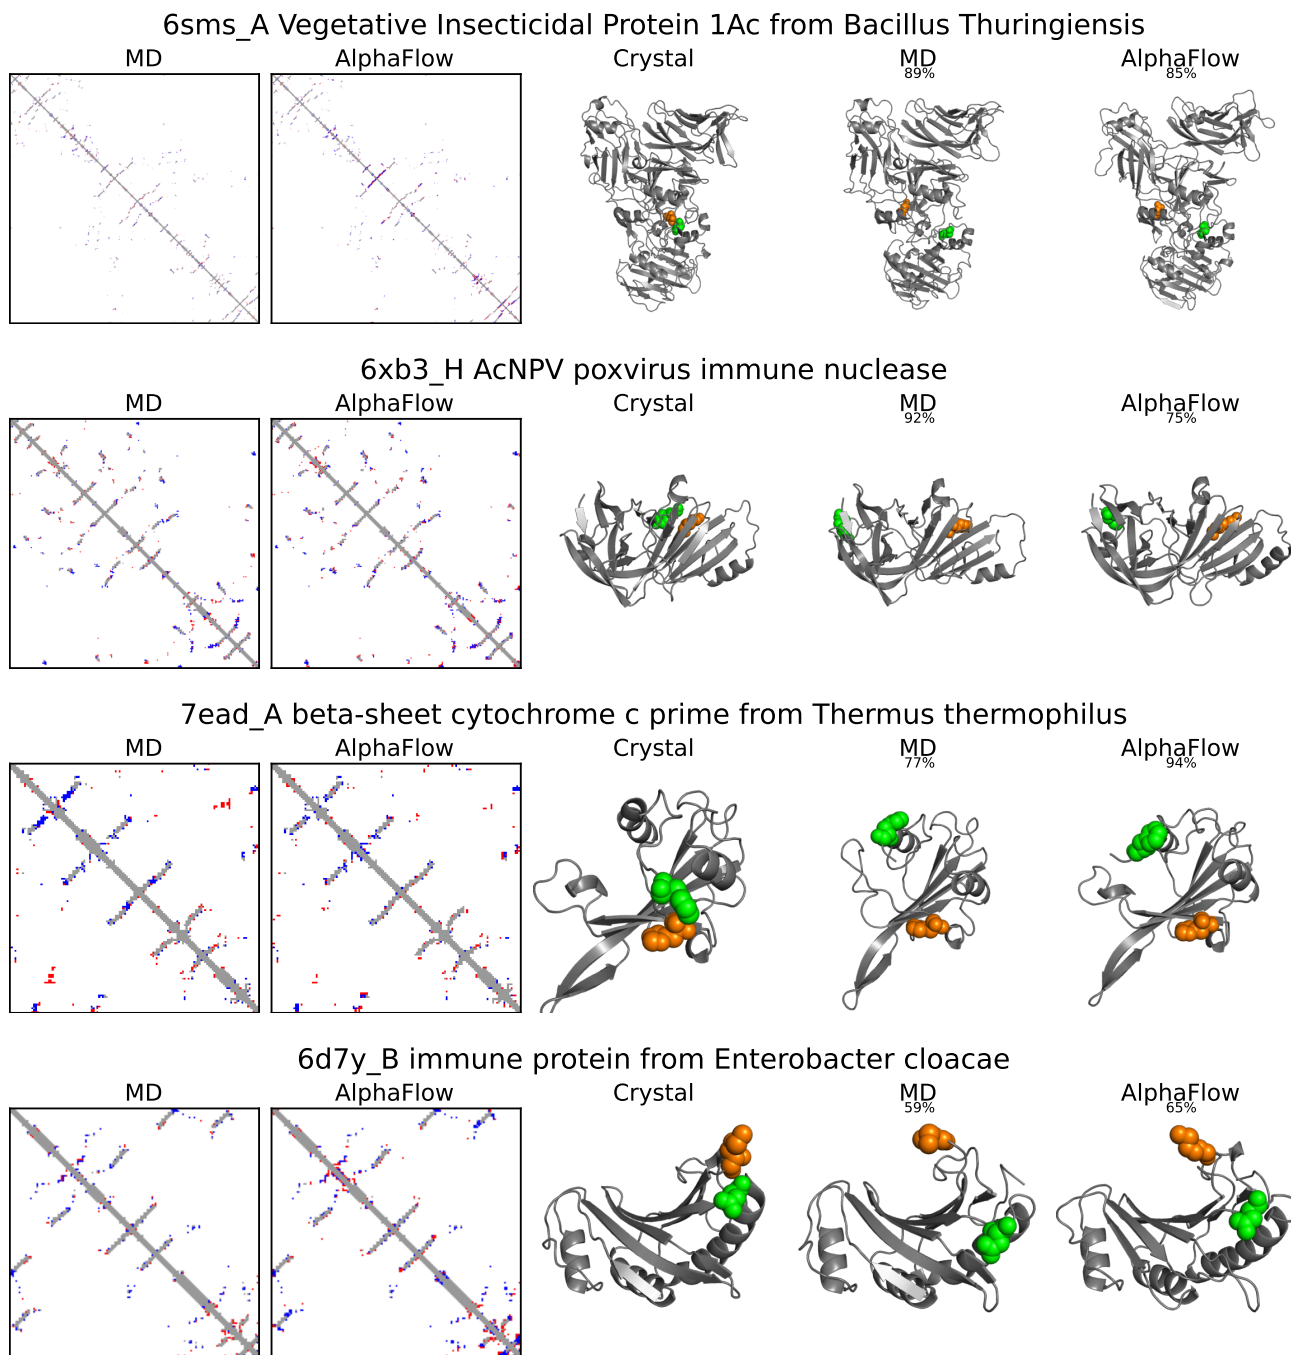 6sms_A Vegetative Insecticidal Protein 1Ac from Bacillus Thuringiensis
MD AlphaFlow Crystal MD AlphaFlow
89% 85%
6xb3_H AcNPV poxvirus immune nuclease
MD AlphaFlow Crystal MD AlphaFlow
92% 75%
7ead_A beta-sheet cytochrome c prime from Thermus thermophilus
MD AlphaFlow Crystal MD AlphaFlow
77% 94%
6d7y_B immune protein from Enterobacter cloacae
MD AlphaFlow Crystal MD AlphaFlow
59% 65%